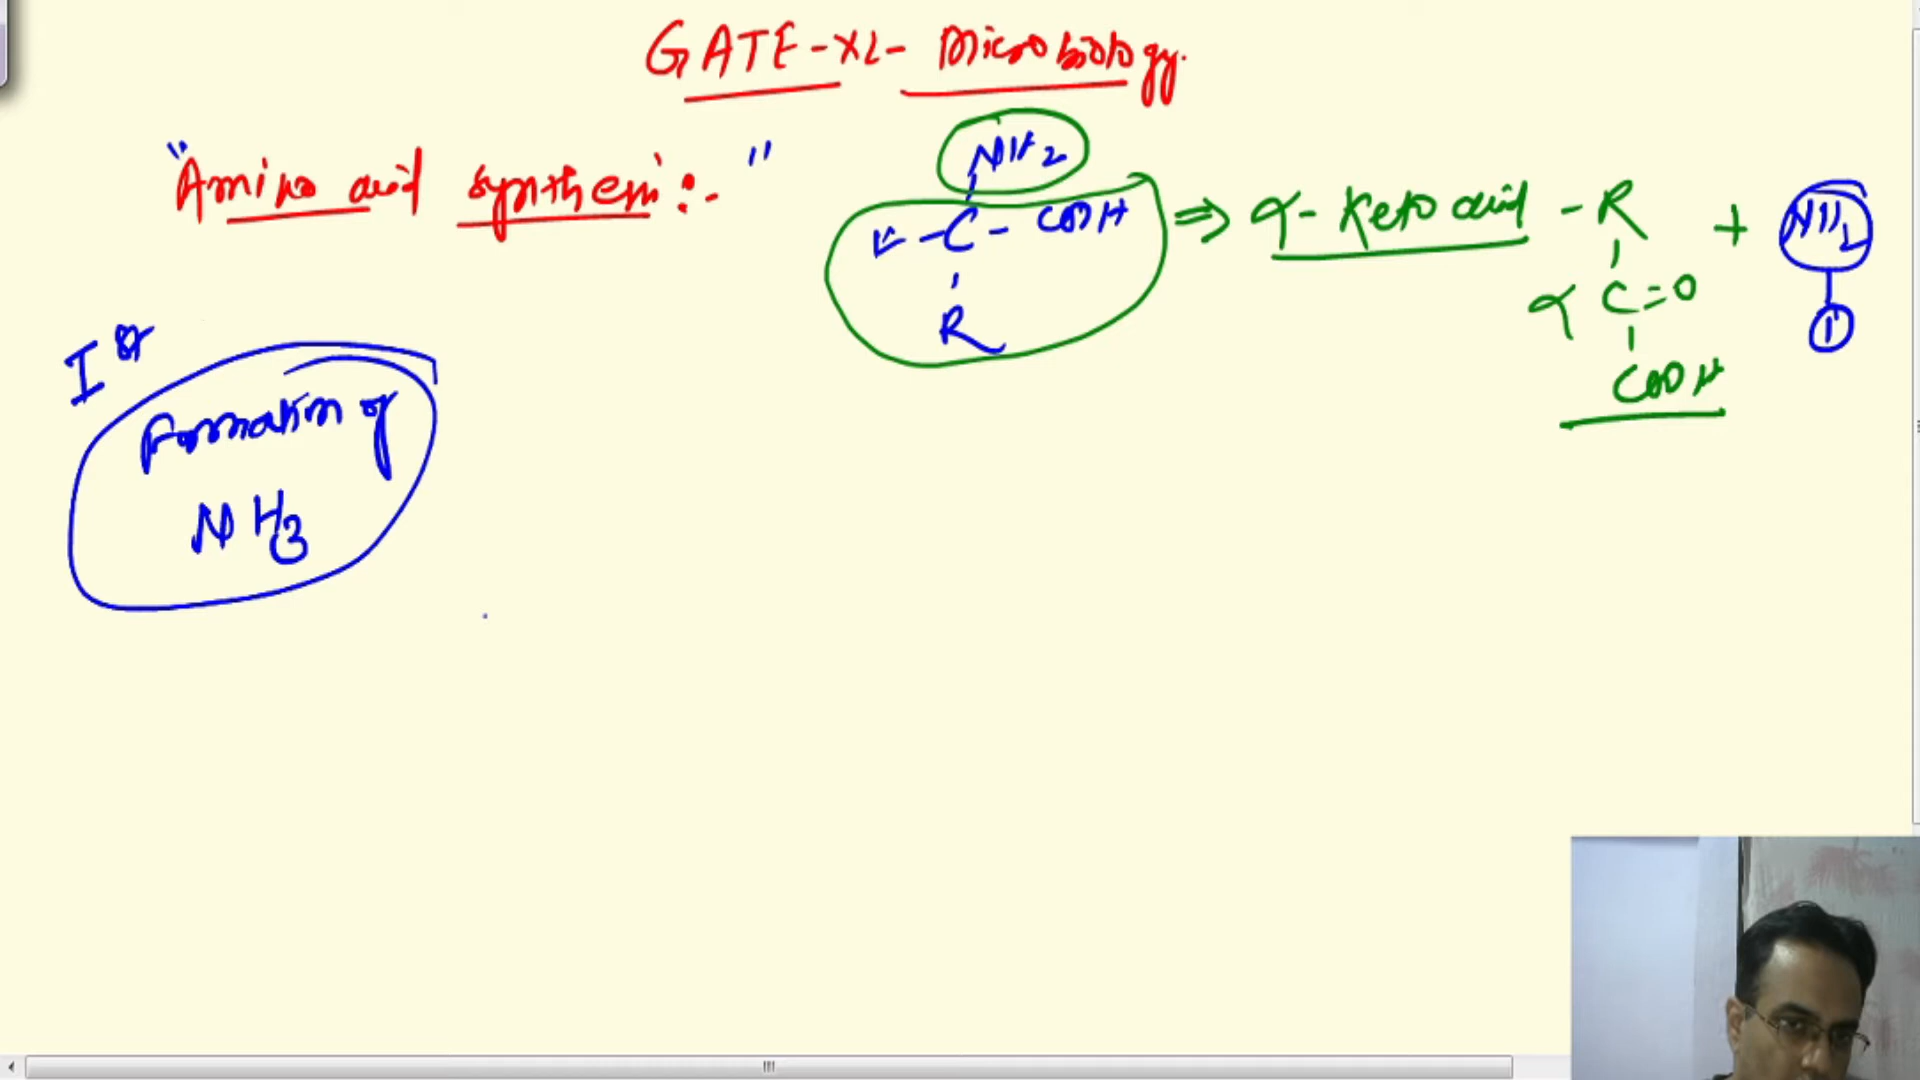 GATE-XL- Microbiology.
"Amino acid synthesis:- "
NH2
- C - COOH
R
⇒ α- Keto acid - R + NH2
α C=O
COOH
1
Ist
Formation of
NH3